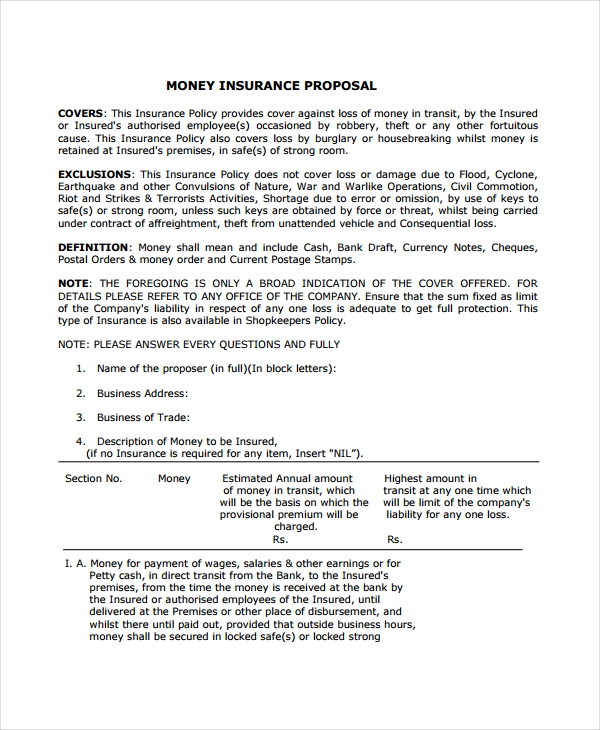 MONEY INSURANCE PROPOSAL
COVERS: This Insurance Policy provides cover against loss of money in transit, by the Insured
or Insured's authorised employee(s) occasioned by robbery, theft or any other fortuitous
cause. This Insurance Policy also covers loss by burglary or housebreaking whilst money is
retained at Insured's premises, in safe(s) of strong room.
EXCLUSIONS: This Insurance Policy does not cover loss or damage due to Flood, Cyclone,
Earthquake and other Convulsions of Nature, War and Warlike Operations, Civil Commotion,
Riot and Strikes & Terrorists Activities, Shortage due to error or omission, by use of keys to
safe(s) or strong room, unless such keys are obtained by force or threat, whilst being carried
under contract of affreightment, theft from unattended vehicle and Consequential loss.
DEFINITION: Money shall mean and include Cash, Bank Draft, Currency Notes, Cheques,
Postal Orders & money order and Current Postage Stamps.
NOTE: THE FOREGOING IS ONLY A BROAD INDICATION OF THE COVER OFFERED. FOR
DETAILS PLEASE REFER TO ANY OFFICE OF THE COMPANY. Ensure that the sum fixed as limit
of the Company's liability in respect of any one loss is adequate to get full protection. This
type of Insurance is also available in Shopkeepers Policy.
NOTE: PLEASE ANSWER EVERY QUESTIONS AND FULLY
1. Name of the proposer (in full)(In block letters):
2. Business Address:
3. Business of Trade:
4. Description of Money to be Insured,
(if no Insurance is required for any item, Insert "NIL").
Section No. Money Estimated Annual amount Highest amount in
of money in transit, which transit at any one time which
will be the basis on which the will be limit of the company's
provisional premium will be liability for any one loss.
charged.
Rs. Rs.
I. A. Money for payment of wages, salaries & other earnings or for
Petty cash, in direct transit from the Bank, to the Insured's
premises, from the time the money is received at the bank by
the Insured or authorised employees of the Insured, until
delivered at the Premises or other place of disbursement, and
whilst there until paid out, provided that outside business hours,
money shall be secured in locked safe(s) or locked strong